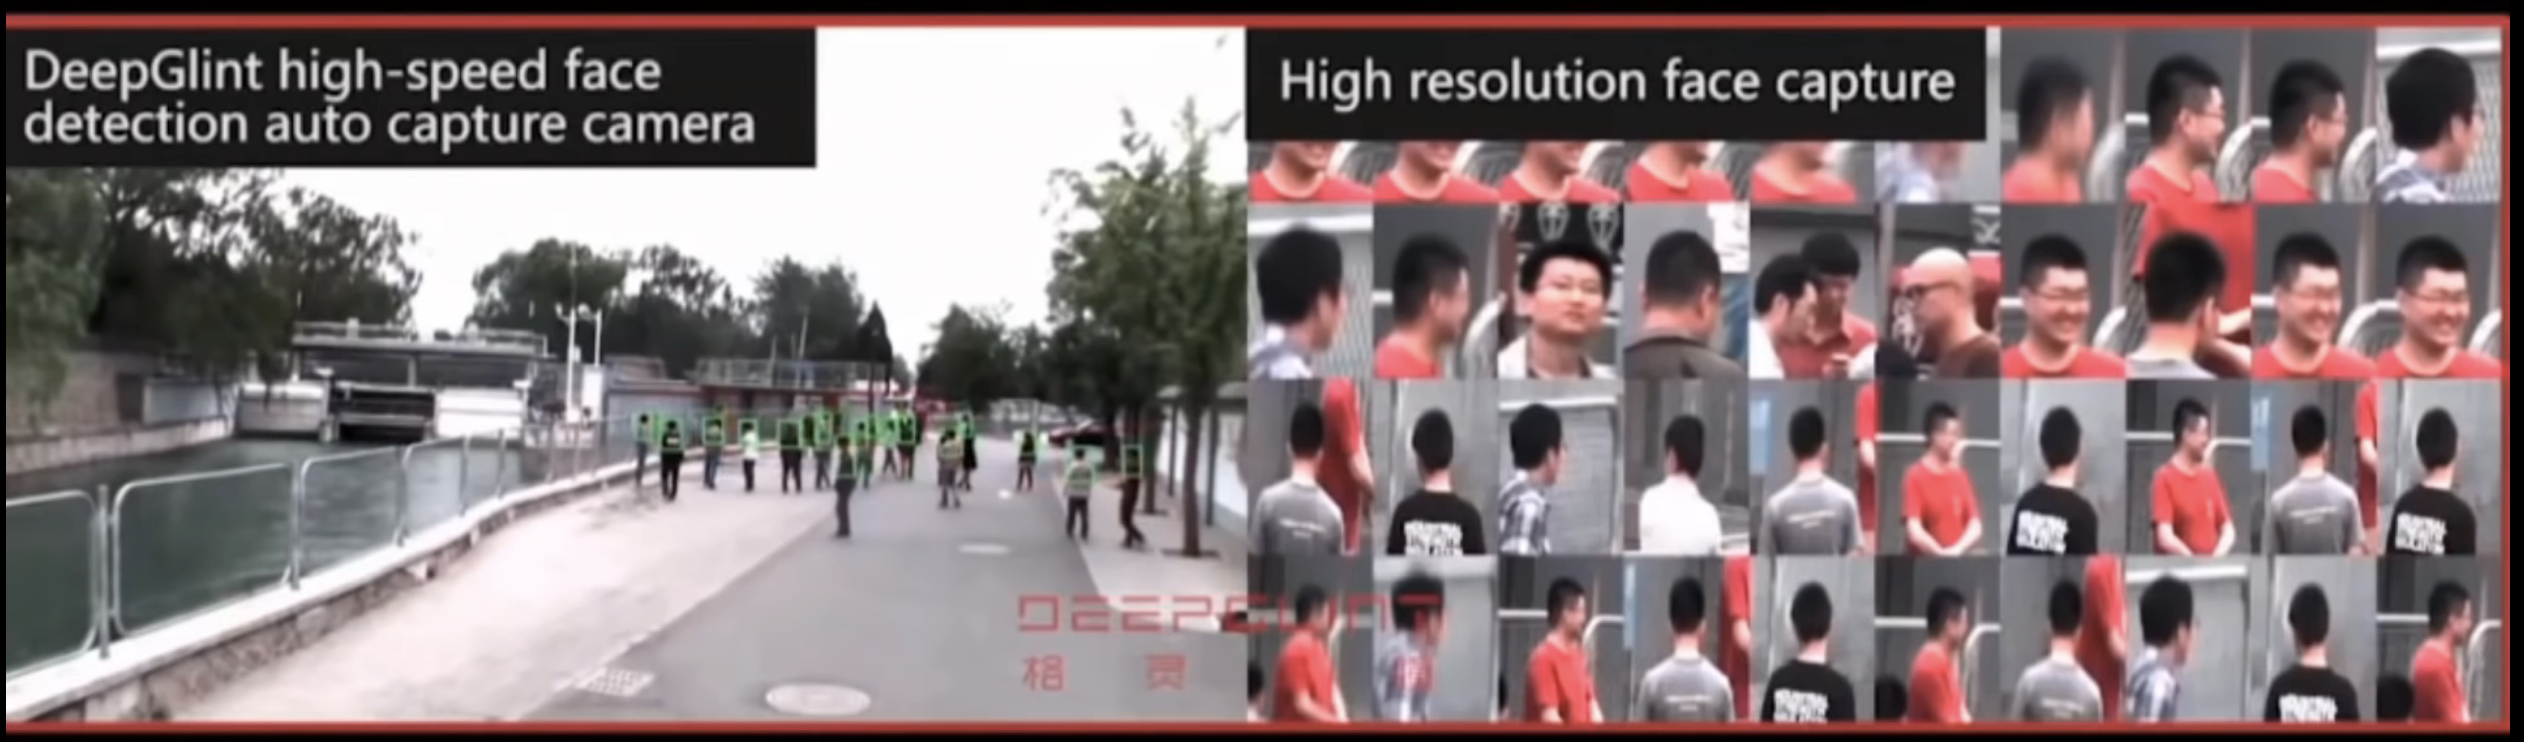 DeepGlint high-speed face
detection auto capture camera
High resolution face capture
DEEPGLINT
格 灵